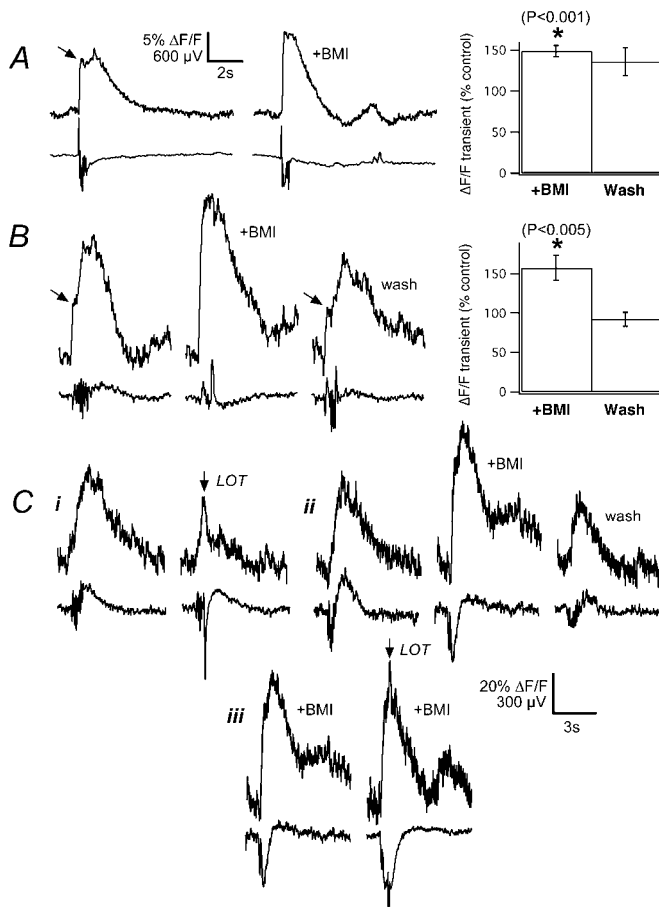 A
5% ΔF/F
600 μV
2s
+BMI
(P<0.001)
*
ΔF/F transient (% control)
150
100
50
0
+BMI Wash
B
+BMI
wash
(P<0.005)
*
ΔF/F transient (% control)
150
100
50
0
+BMI Wash
C
i
LOT
ii
+BMI
wash
iii
+BMI
LOT
+BMI
20% ΔF/F
300 μV
3s